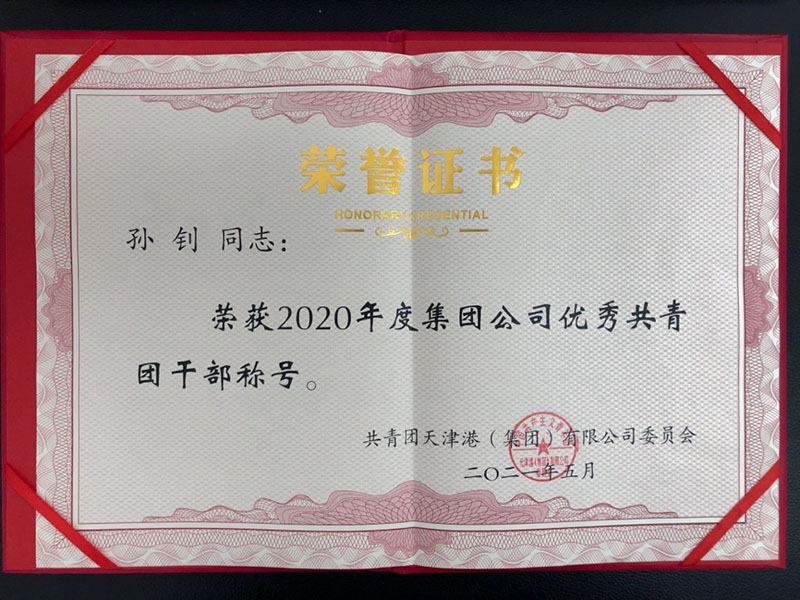 荣誉证书
HONORARY CREDENTIAL
孙 钊 同志：
荣获2020年度集团公司优秀共青
团干部称号。
共青团天津港（集团）有限公司委员会
二〇二一年五月